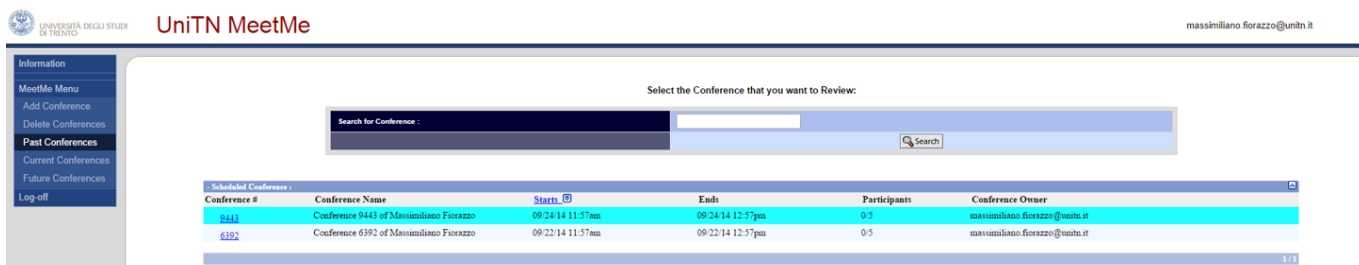 UNIVERSITÀ DEGLI STUDI
DI TRENTO
UniTN MeetMe
massimiliano.fiorazzo@unitn.it
Information
MeetMe Menu
Add Conference
Delete Conferences
Past Conferences
Current Conferences
Future Conferences
Log-off
Select the Conference that you want to Review:
Search for Conference :
Search
- Scheduled Conference :
Conference # Conference Name Starts Ends Participants Conference Owner
9443 Conference 9443 of Massimiliano Fiorazzo 09/24/14 11:57am 09/24/14 12:57pm 0/5 massimiliano.fiorazzo@unitn.it
6392 Conference 6392 of Massimiliano Fiorazzo 09/22/14 11:57am 09/22/14 12:57pm 0/5 massimiliano.fiorazzo@unitn.it
1/1